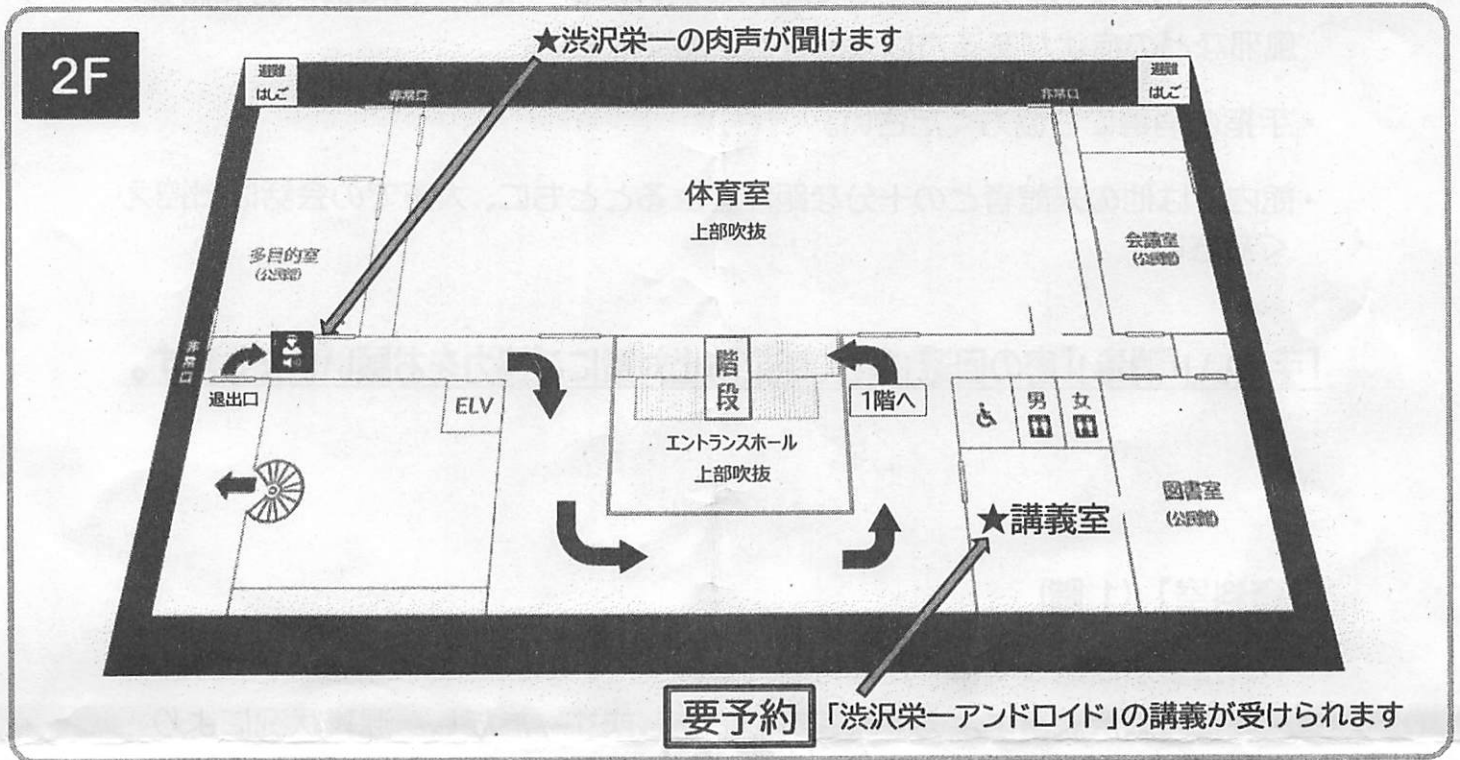 2F
★渋沢栄一の肉声が聞けます
避難
はしご
非常口
非常口
避難
はしご
体育室
上部吹抜
多目的室
(公民館)
会議室
(公民館)
非常口
退出口
ELV
階段
1階へ
男
女
エントランスホール
上部吹抜
★講義室
図書室
(公民館)
要予約
「渋沢栄一アンドロイド」の講義が受けられます